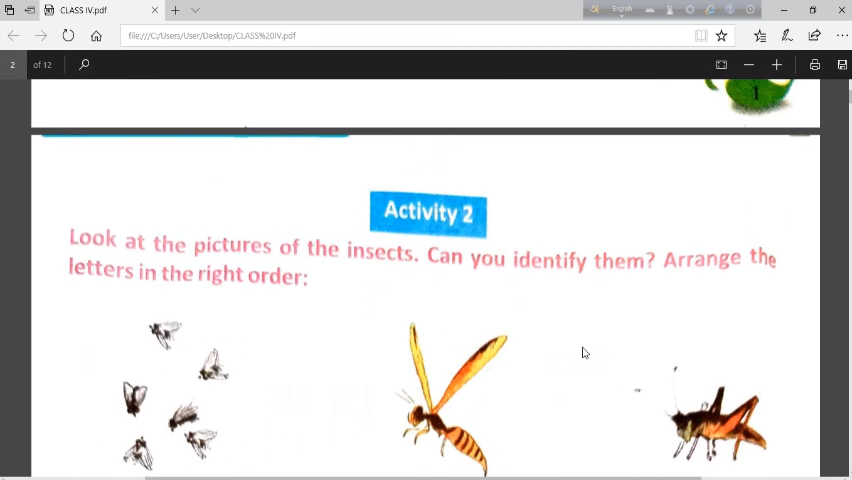 CLASS IV.pdf
English
file:///C:/Users/User/Desktop/CLASS%20IV.pdf
2 of 12
1
Activity 2
Look at the pictures of the insects. Can you identify them? Arrange the
letters in the right order: